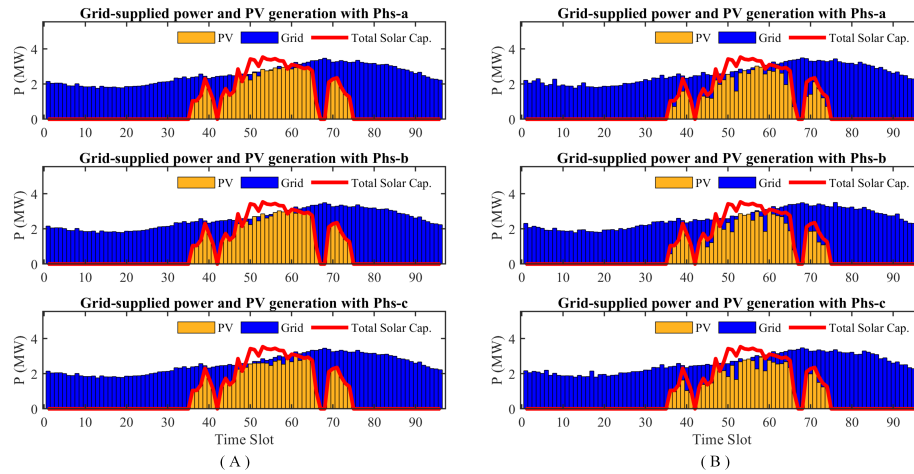 Grid-supplied power and PV generation with Phs-a
P (MW)
4
2
0
PV
Grid
Total Solar Cap.
0 10 20 30 40 50 60 70 80 90
Grid-supplied power and PV generation with Phs-b
P (MW)
4
2
0
PV
Grid
Total Solar Cap.
0 10 20 30 40 50 60 70 80 90
Grid-supplied power and PV generation with Phs-c
P (MW)
4
2
0
PV
Grid
Total Solar Cap.
0 10 20 30 40 50 60 70 80 90
Time Slot
( A )
Grid-supplied power and PV generation with Phs-a
P (MW)
4
2
0
PV
Grid
Total Solar Cap.
0 10 20 30 40 50 60 70 80 90
Grid-supplied power and PV generation with Phs-b
P (MW)
4
2
0
PV
Grid
Total Solar Cap.
0 10 20 30 40 50 60 70 80 90
Grid-supplied power and PV generation with Phs-c
P (MW)
4
2
0
PV
Grid
Total Solar Cap.
0 10 20 30 40 50 60 70 80 90
Time Slot
( B )